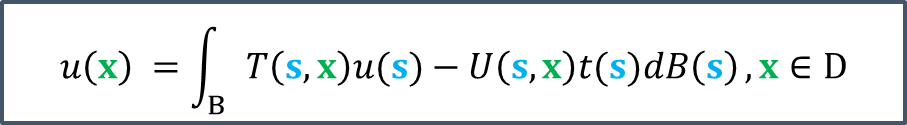 u(x) = ∫_B T(s,x)u(s) − U(s,x)t(s)dB(s) , x ∈ D